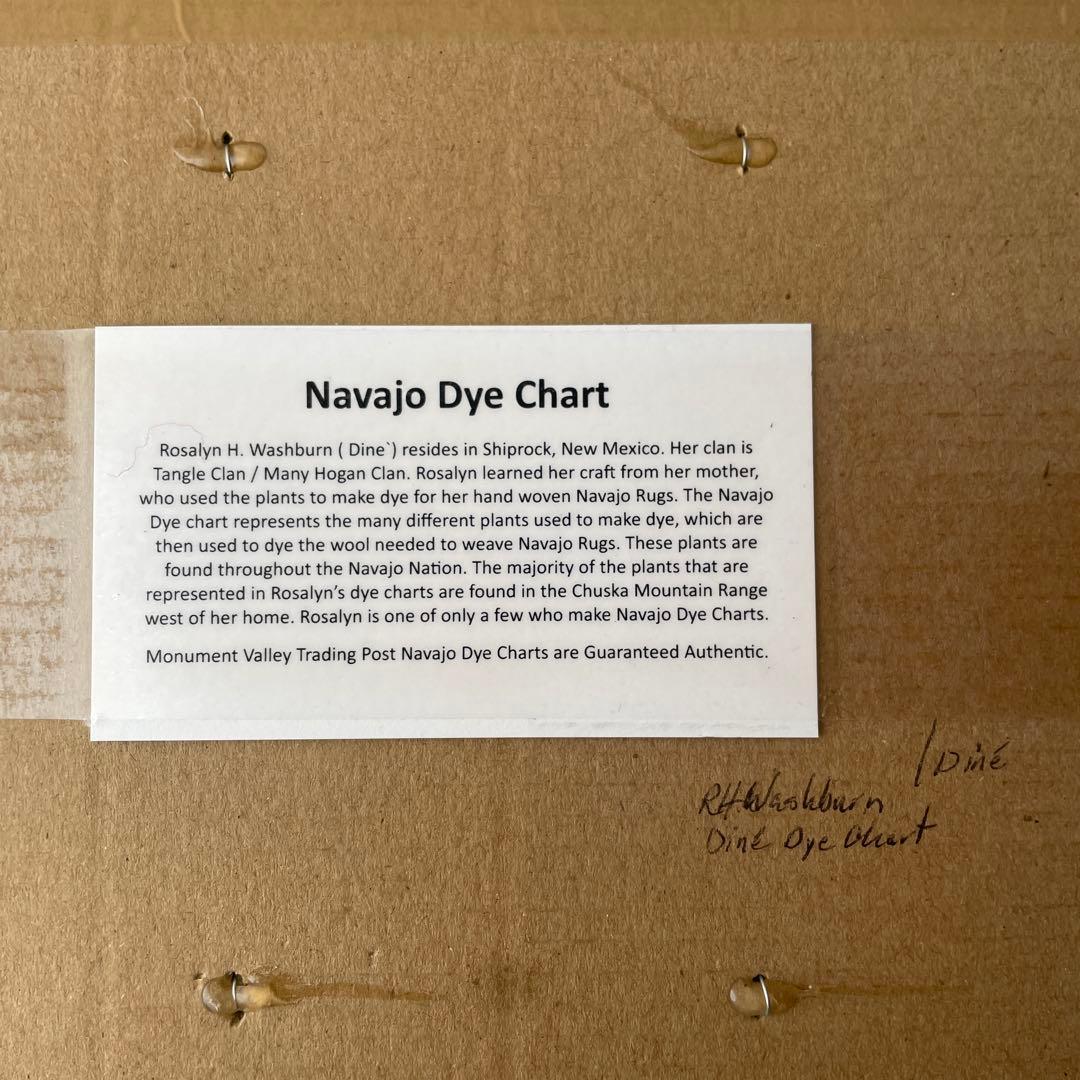 Navajo Dye Chart
Rosalyn H. Washburn ( Dine`) resides in Shiprock, New Mexico. Her clan is
Tangle Clan / Many Hogan Clan. Rosalyn learned her craft from her mother,
who used the plants to make dye for her hand woven Navajo Rugs. The Navajo
Dye chart represents the many different plants used to make dye, which are
then used to dye the wool needed to weave Navajo Rugs. These plants are
found throughout the Navajo Nation. The majority of the plants that are
represented in Rosalyn’s dye charts are found in the Chuska Mountain Range
west of her home. Rosalyn is one of only a few who make Navajo Dye Charts.
Monument Valley Trading Post Navajo Dye Charts are Guaranteed Authentic.
/Diné
RHWashburn
Diné Dye Chart